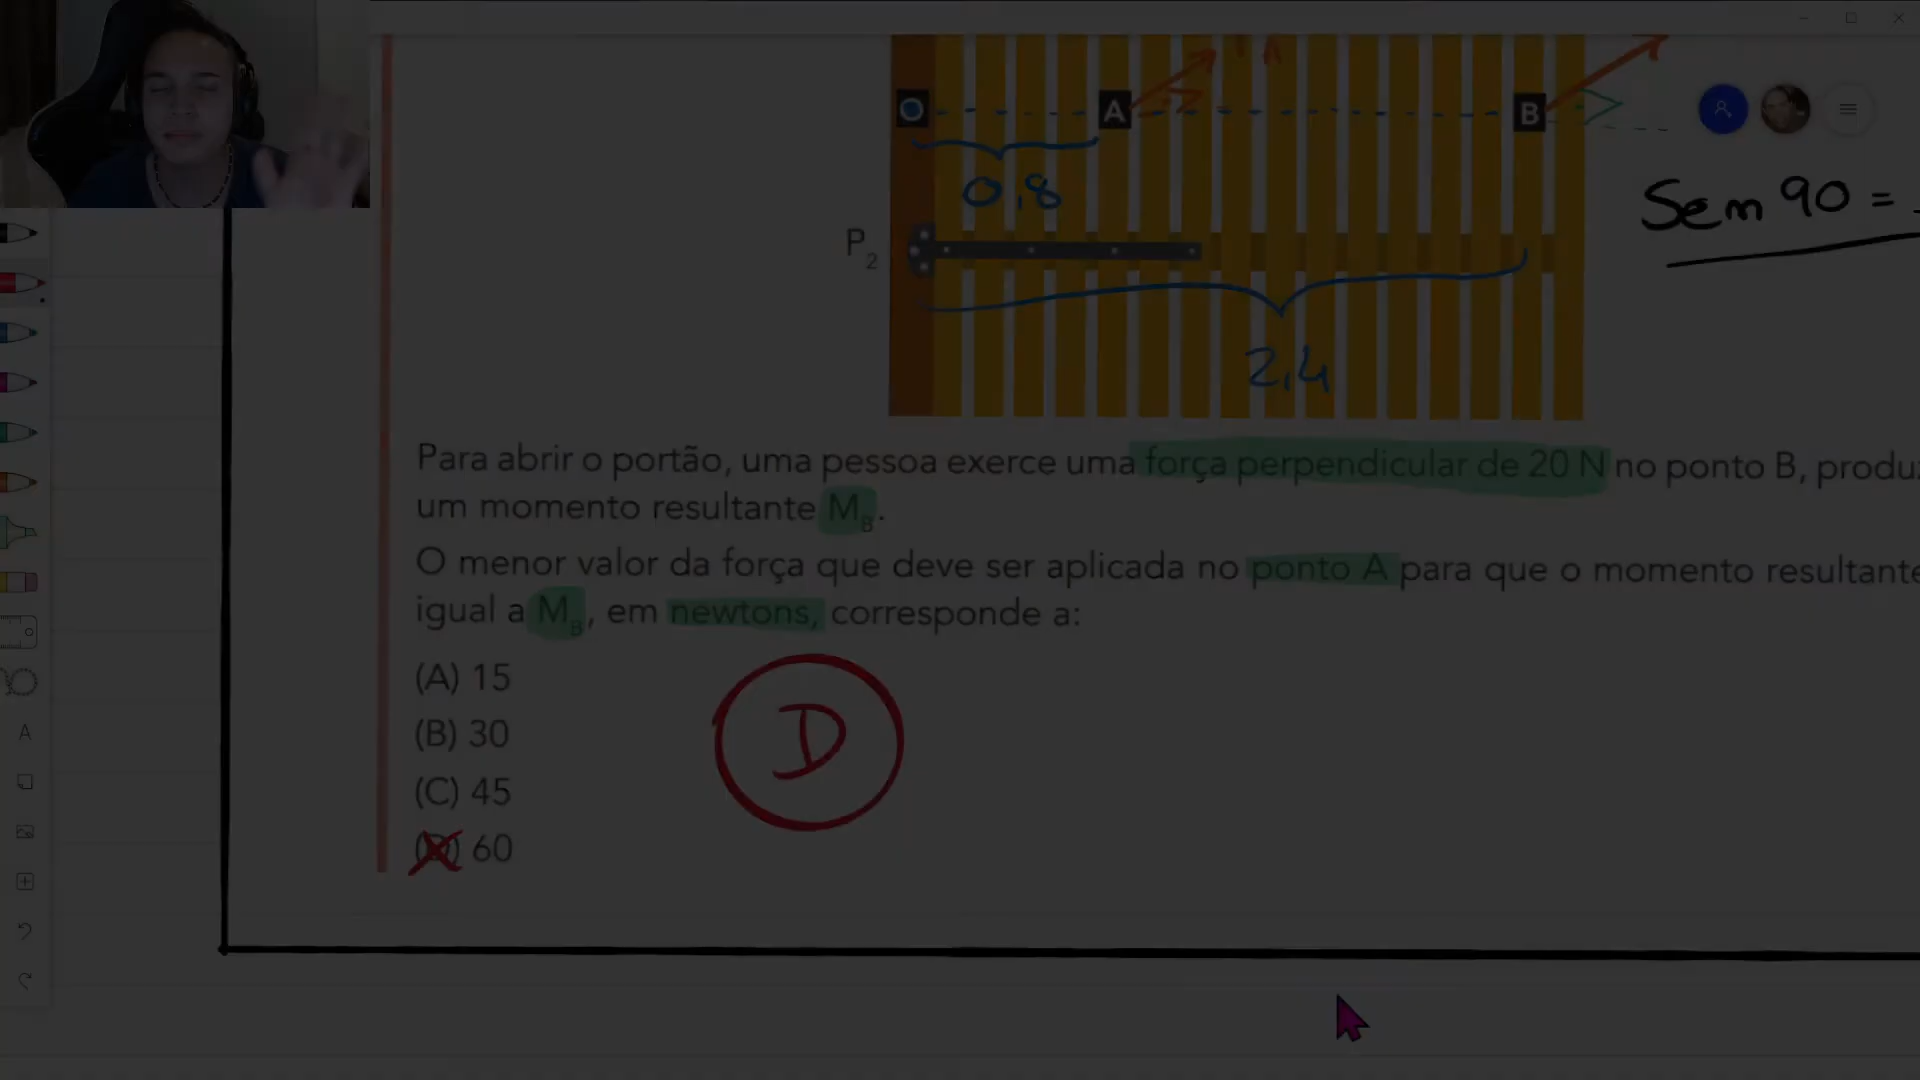 O
A
B
0,8
Sem 90 =
P2
2,4
Para abrir o portão, uma pessoa exerce uma força perpendicular de 20 N no ponto B, produz
um momento resultante MB.
O menor valor da força que deve ser aplicada no ponto A para que o momento resultante
igual a MB, em newtons, corresponde a:
(A) 15
(B) 30
(C) 45
(D) 60
D
A